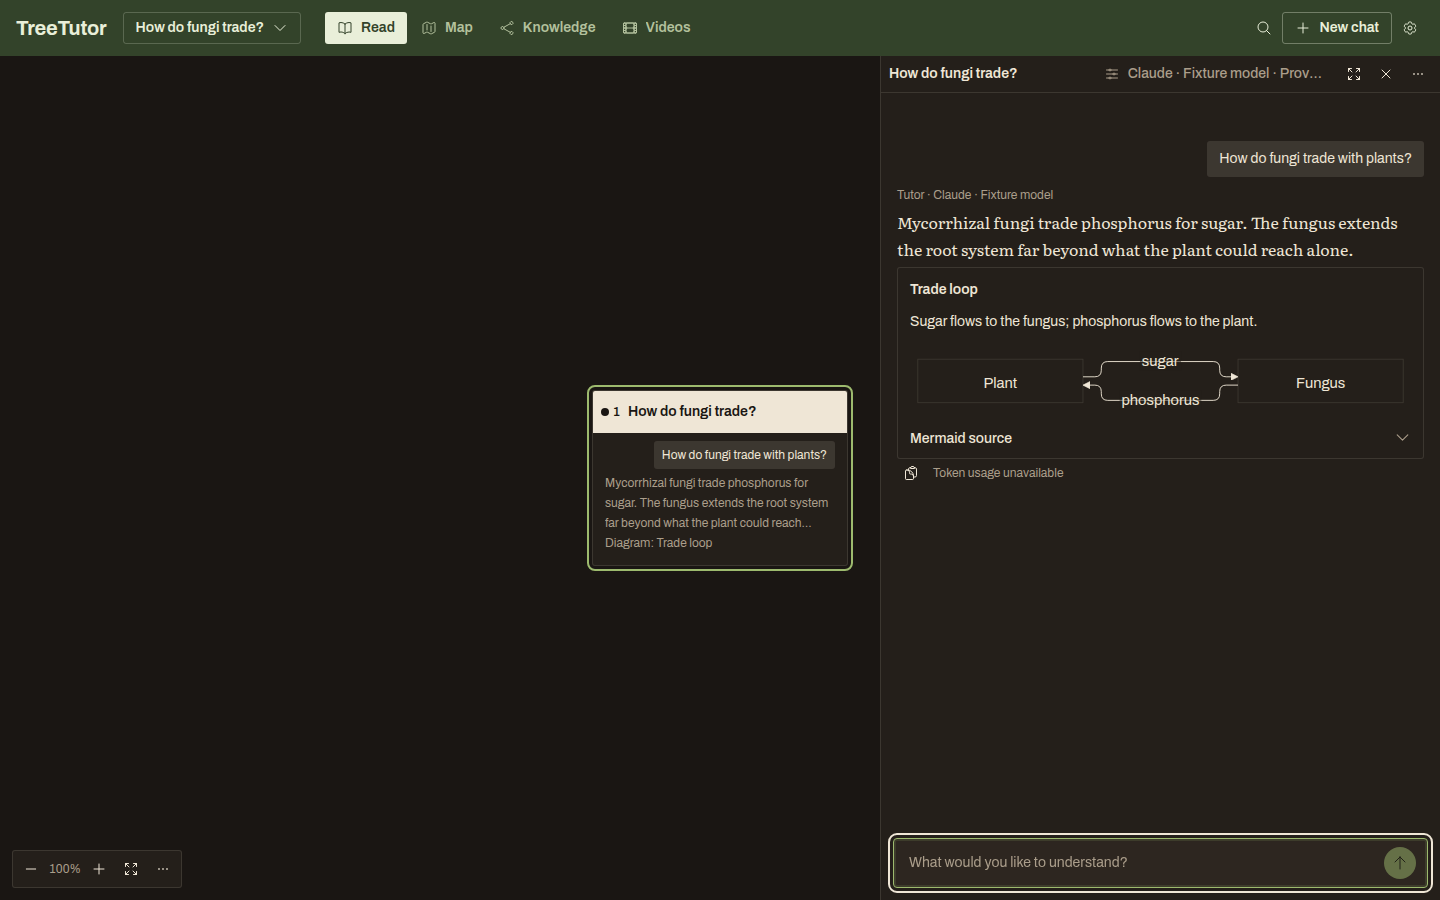 TreeTutor
How do fungi trade?
Read
Map
Knowledge
Videos
New chat
How do fungi trade?
Claude · Fixture model · Prov...
How do fungi trade with plants?
Tutor · Claude · Fixture model
Mycorrhizal fungi trade phosphorus for sugar. The fungus extends
the root system far beyond what the plant could reach alone.
Trade loop
Sugar flows to the fungus; phosphorus flows to the plant.
sugar
Plant
Fungus
phosphorus
Mermaid source
Token usage unavailable
1 How do fungi trade?
How do fungi trade with plants?
Mycorrhizal fungi trade phosphorus for
sugar. The fungus extends the root system
far beyond what the plant could reach...
Diagram: Trade loop
100%
What would you like to understand?